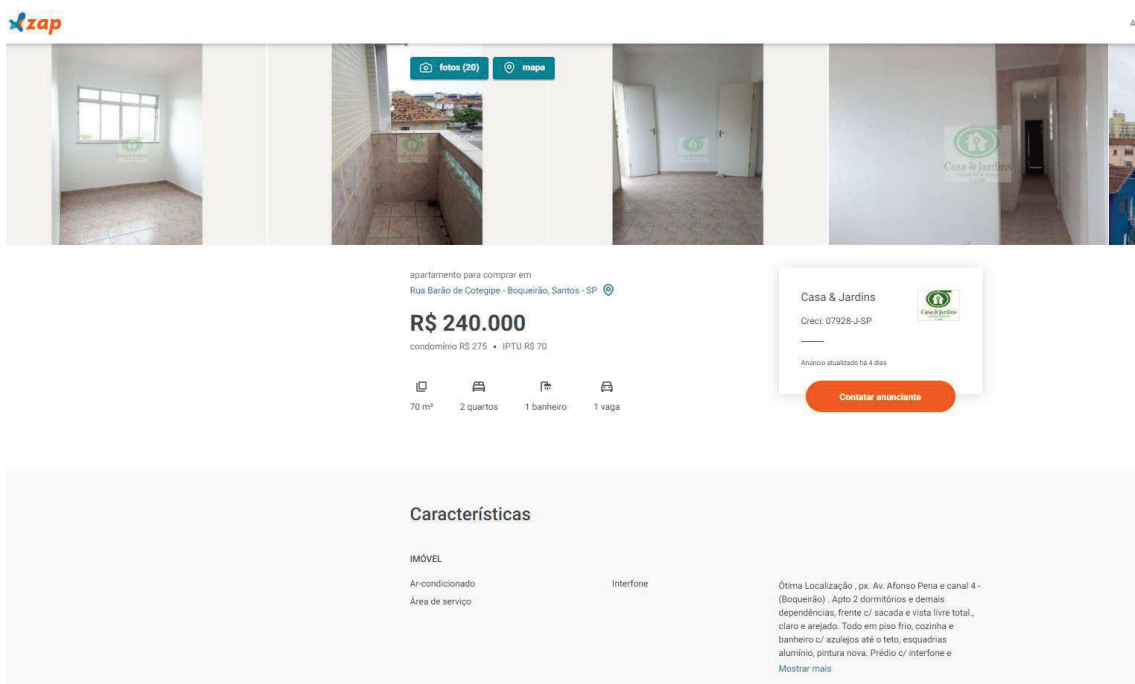 zap
A
fotos (20)
mapa
Casa & Jardins
apartamento para comprar em
Rua Barão de Cotegipe - Boqueirão, Santos - SP
R$ 240.000
condomínio R$ 275 • IPTU R$ 70
70 m² 2 quartos 1 banheiro 1 vaga
Casa & Jardins
Creci: 07928-J-SP
Casa & Jardins
Anúncio atualizado há 4 dias
Contatar anunciante
Características
IMÓVEL
Ar-condicionado
Interfone
Área de serviço
Ótima Localização , px. Av. Afonso Pena e canal 4 -
(Boqueirão) . Apto 2 dormitórios e demais
dependências, frente c/ sacada e vista livre total.,
claro e arejado. Todo em piso frio, cozinha e
banheiro c/ azulejos até o teto, esquadrias
alumínio, pintura nova. Prédio c/ interfone e
Mostrar mais